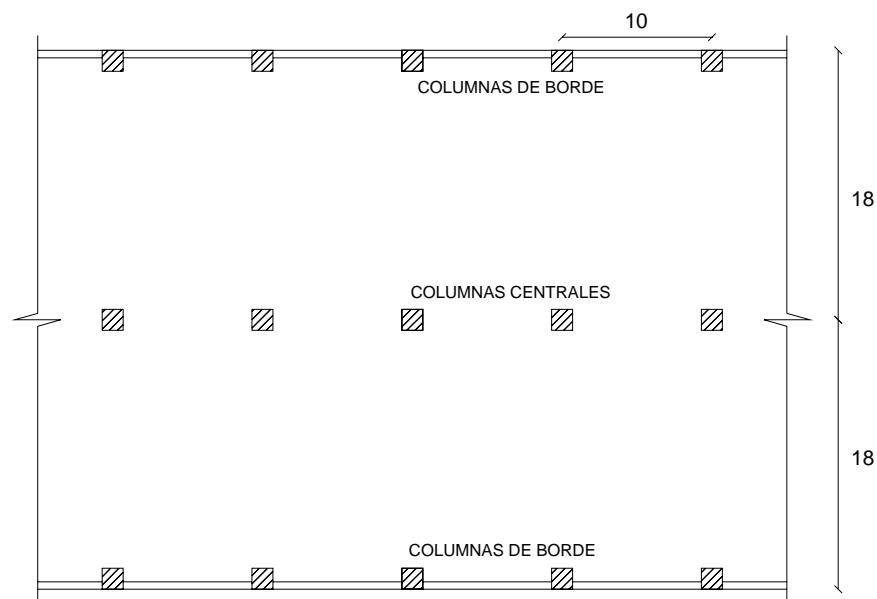 10
COLUMNAS DE BORDE
18
COLUMNAS CENTRALES
18
COLUMNAS DE BORDE